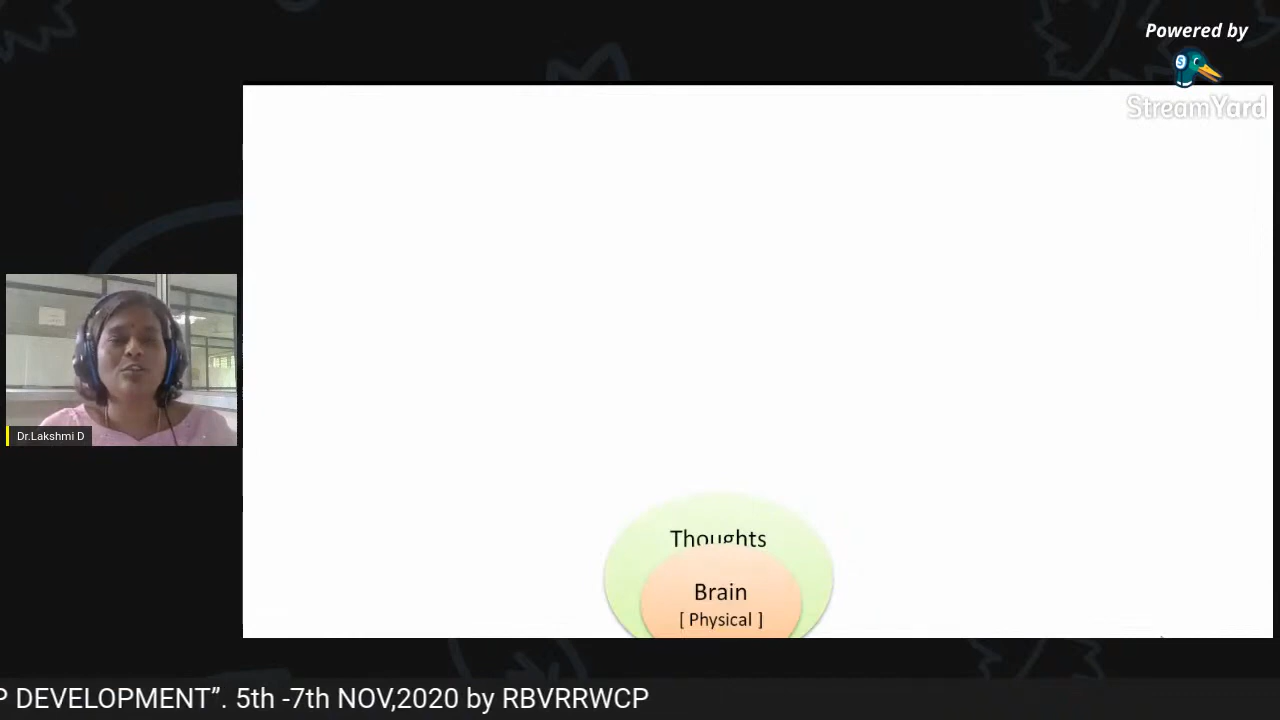 Powered by
StreamYard
Thoughts
Brain
[ Physical ]
Dr.Lakshmi D
P DEVELOPMENT”. 5th -7th NOV,2020 by RBVRRWCP